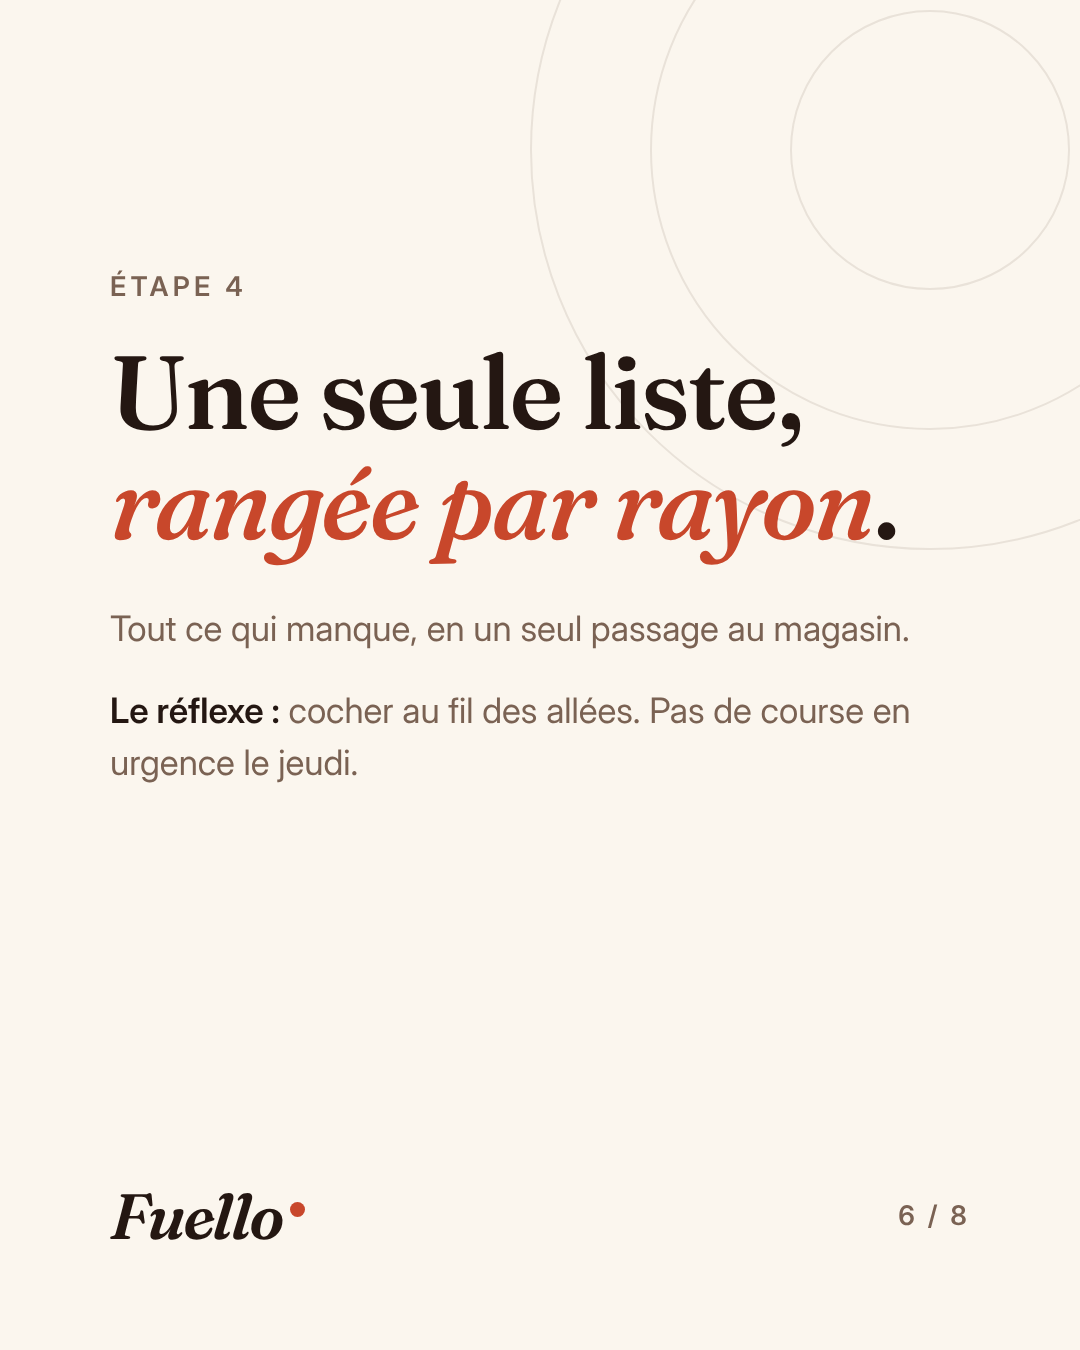 ÉTAPE 4
Une seule liste,
rangée par rayon.
Tout ce qui manque, en un seul passage au magasin.
Le réflexe : cocher au fil des allées. Pas de course en
urgence le jeudi.
Fuello
6 / 8